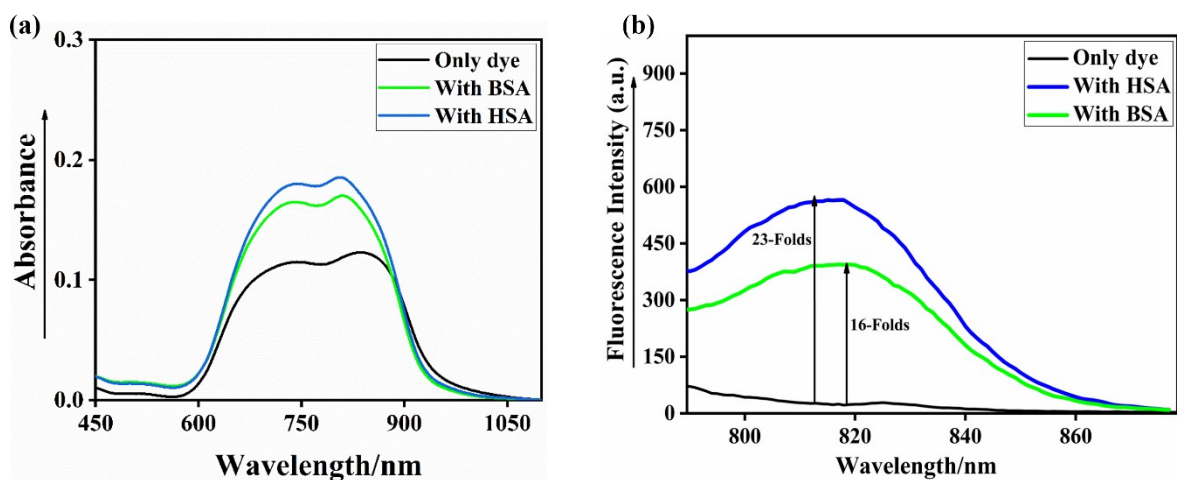 (a)
0.3
0.2
0.1
0.0
Absorbance
Only dye
With BSA
With HSA
450 600 750 900 1050
Wavelength/nm
(b)
900
750
600
450
300
150
0
Fluorescence Intensity (a.u.)
Only dye
With HSA
With BSA
23-Folds
16-Folds
800 820 840 860
Wavelength/nm